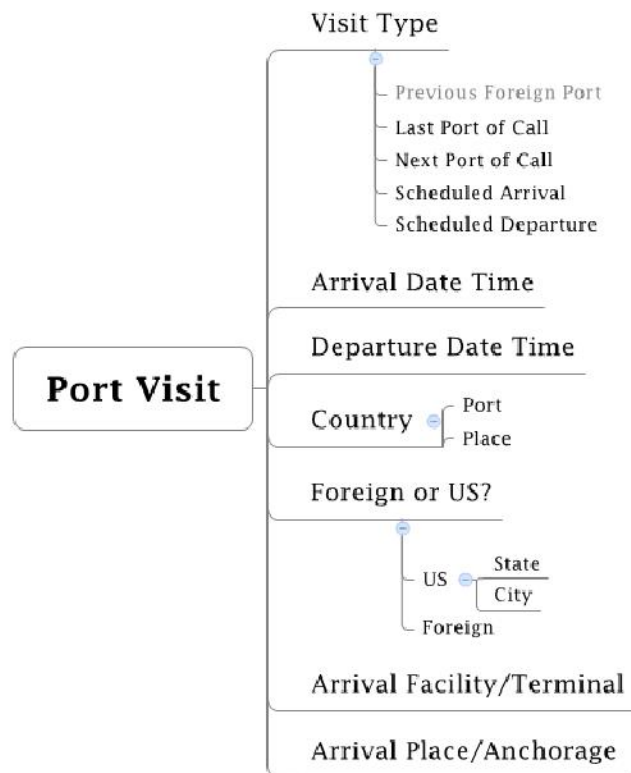 Visit Type
Previous Foreign Port
Last Port of Call
Next Port of Call
Scheduled Arrival
Scheduled Departure
Arrival Date Time
Departure Date Time
Port Visit
Country
Port
Place
Foreign or US?
US
State
City
Foreign
Arrival Facility/Terminal
Arrival Place/Anchorage